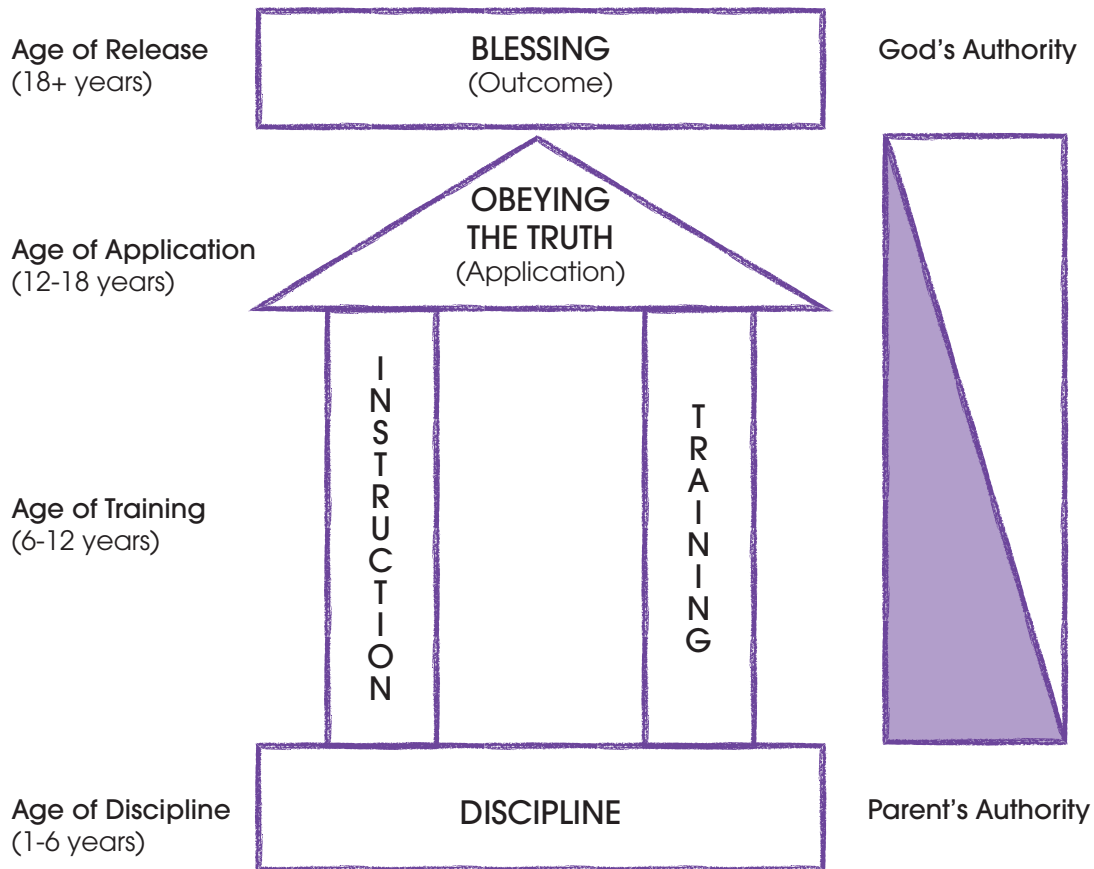 Age of Release
(18+ years)
BLESSING
(Outcome)
God's Authority
Age of Application
(12-18 years)
OBEYING
THE TRUTH
(Application)
Age of Training
(6-12 years)
INSTRUCTION
TRAINING
Age of Discipline
(1-6 years)
DISCIPLINE
Parent's Authority